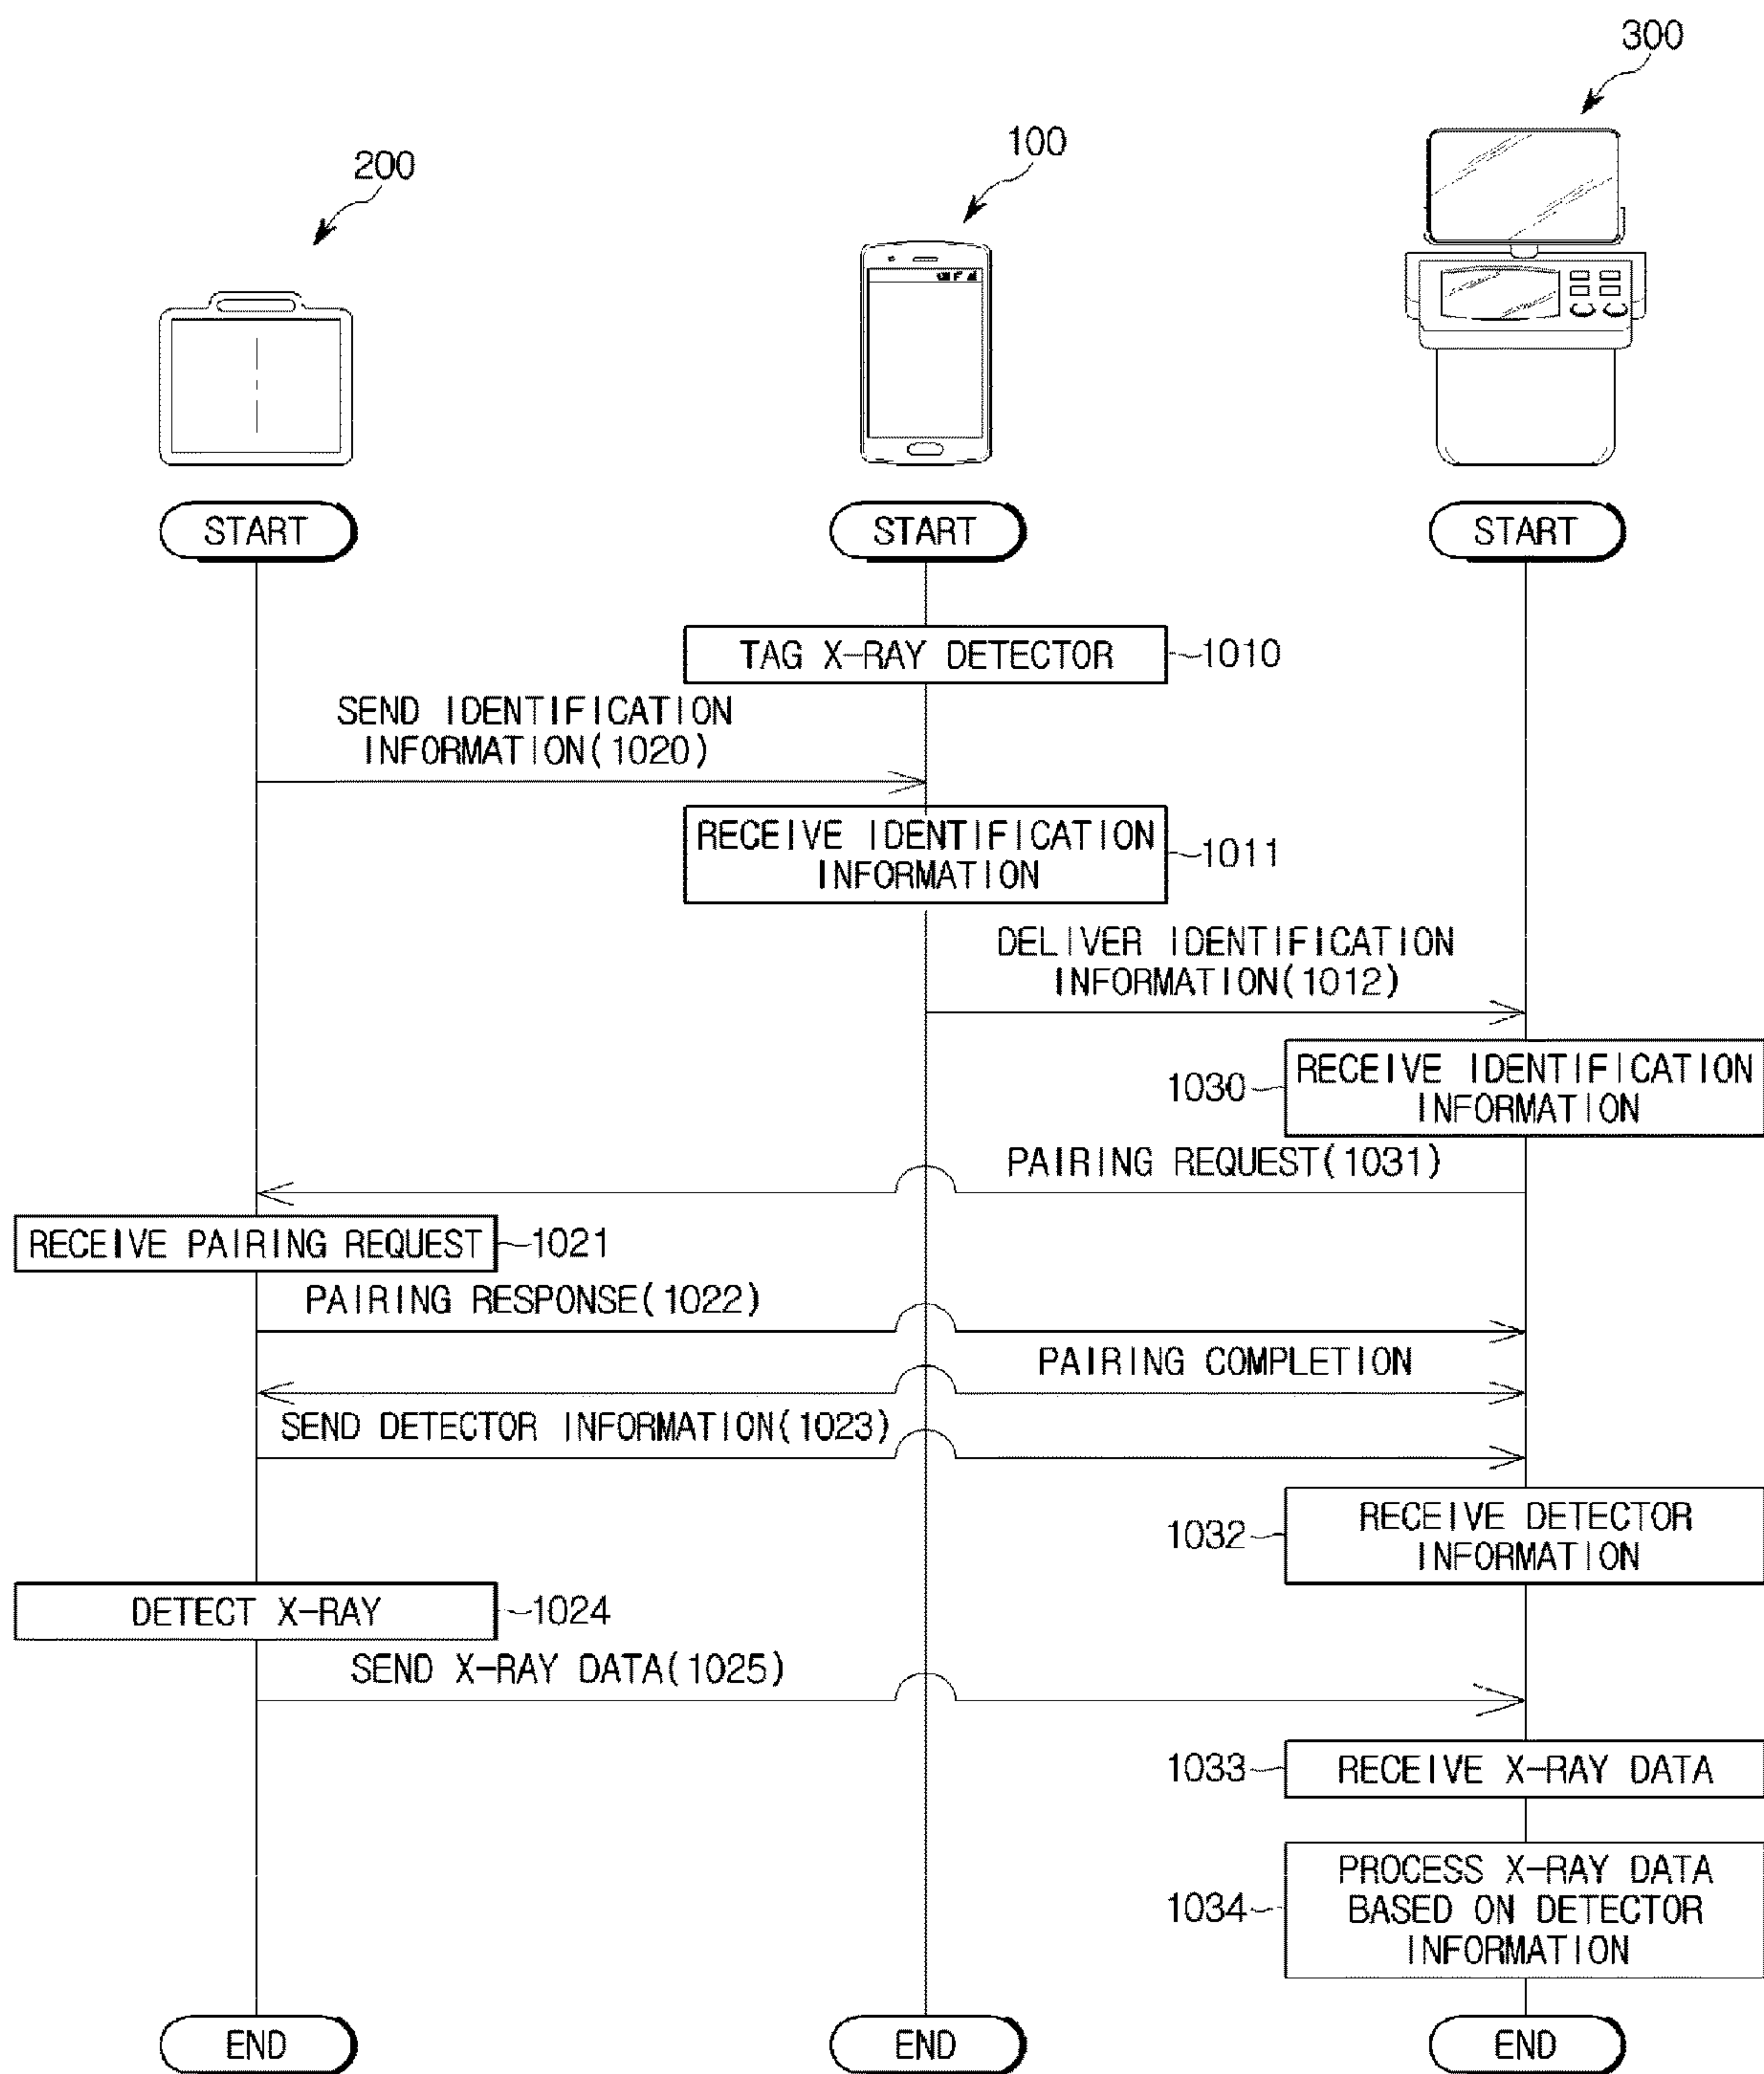 300
100
200
START
START
START
TAG X-RAY DETECTOR
1010
SEND IDENTIFICATION
INFORMATION(1020)
RECEIVE IDENTIFICATION
INFORMATION
1011
DELIVER IDENTIFICATION
INFORMATION(1012)
1030
RECEIVE IDENTIFICATION
INFORMATION
PAIRING REQUEST(1031)
RECEIVE PAIRING REQUEST
1021
PAIRING RESPONSE(1022)
PAIRING COMPLETION
SEND DETECTOR INFORMATION(1023)
1032
RECEIVE DETECTOR
INFORMATION
DETECT X-RAY
1024
SEND X-RAY DATA(1025)
1033
RECEIVE X-RAY DATA
1034
PROCESS X-RAY DATA
BASED ON DETECTOR
INFORMATION
END
END
END